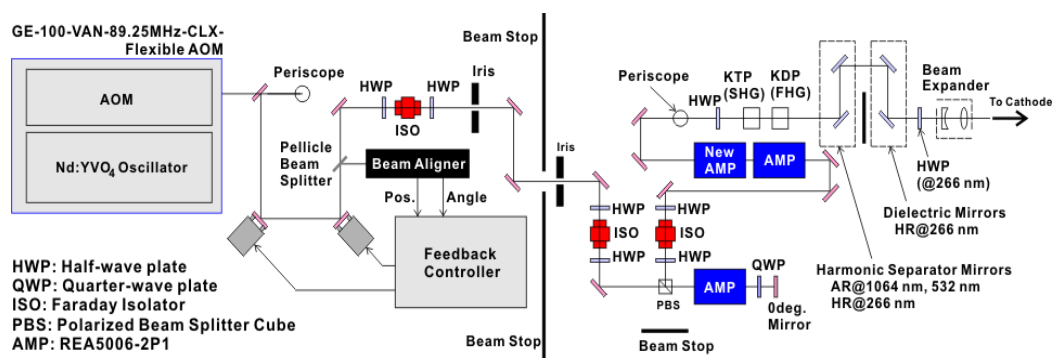 GE-100-VAN-89.25MHz-CLX-
Flexible AOM
AOM
Nd:YVO4 Oscillator
Periscope
HWP
HWP
ISO
Iris
Pellicle
Beam
Splitter
Beam Aligner
Pos.
Angle
Feedback
Controller
HWP: Half-wave plate
QWP: Quarter-wave plate
ISO: Faraday Isolator
PBS: Polarized Beam Splitter Cube
AMP: REA5006-2P1
Beam Stop
Beam Stop
Iris
HWP
ISO
HWP
HWP
ISO
HWP
PBS
AMP
QWP
0deg.
Mirror
Beam Stop
Periscope
HWP
KTP
(SHG)
KDP
(FHG)
New
AMP
AMP
Beam
Expander
To Cathode
HWP
(@266 nm)
Dielectric Mirrors
HR@266 nm
Harmonic Separator Mirrors
AR@1064 nm, 532 nm
HR@266 nm